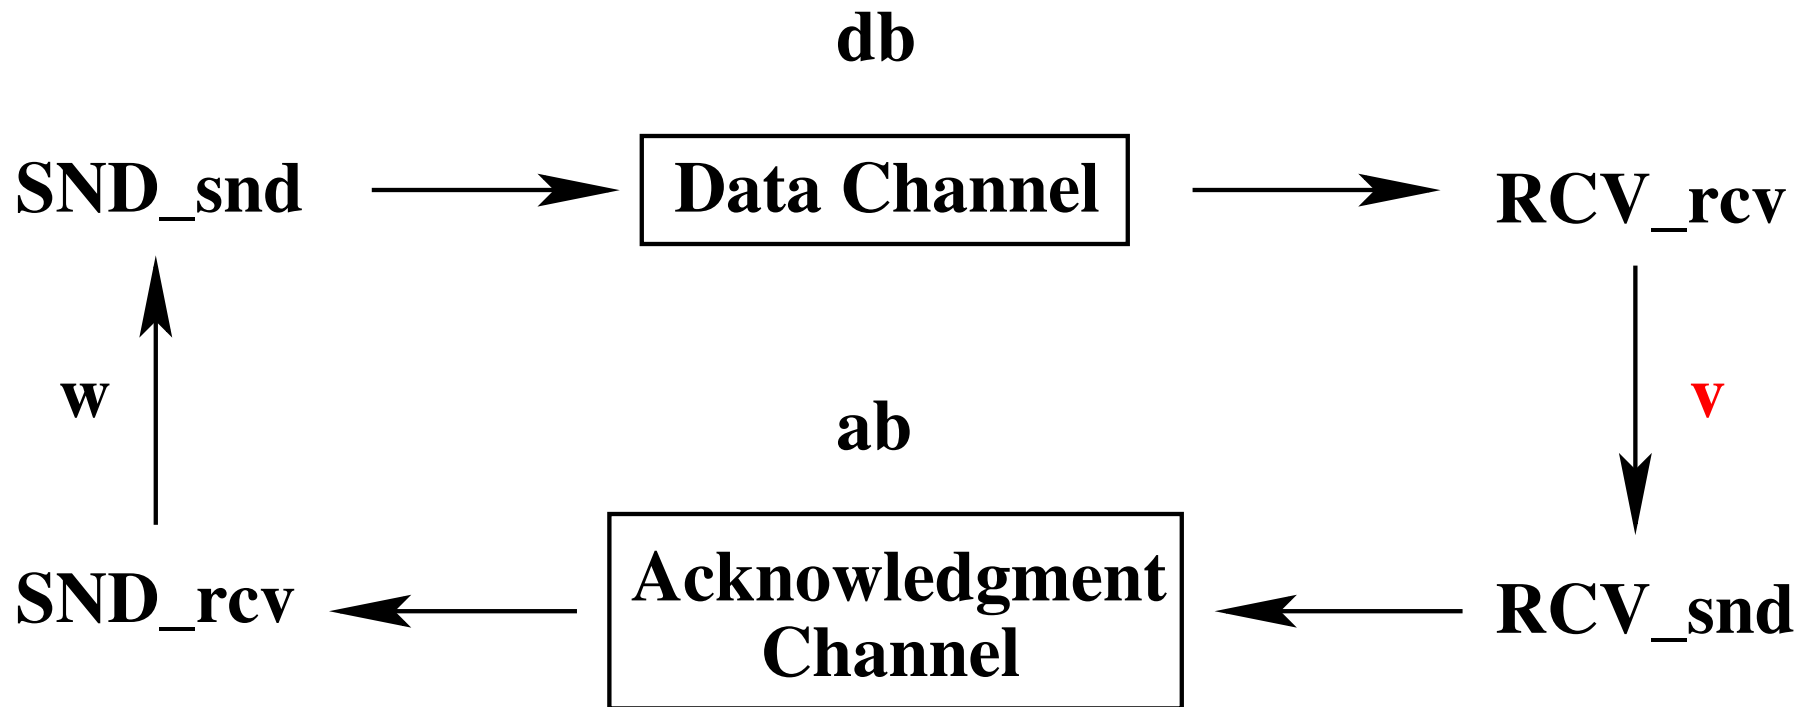 db
SND_snd
Data Channel
RCV_rcv
w
v
ab
SND_rcv
Acknowledgment
Channel
RCV_snd